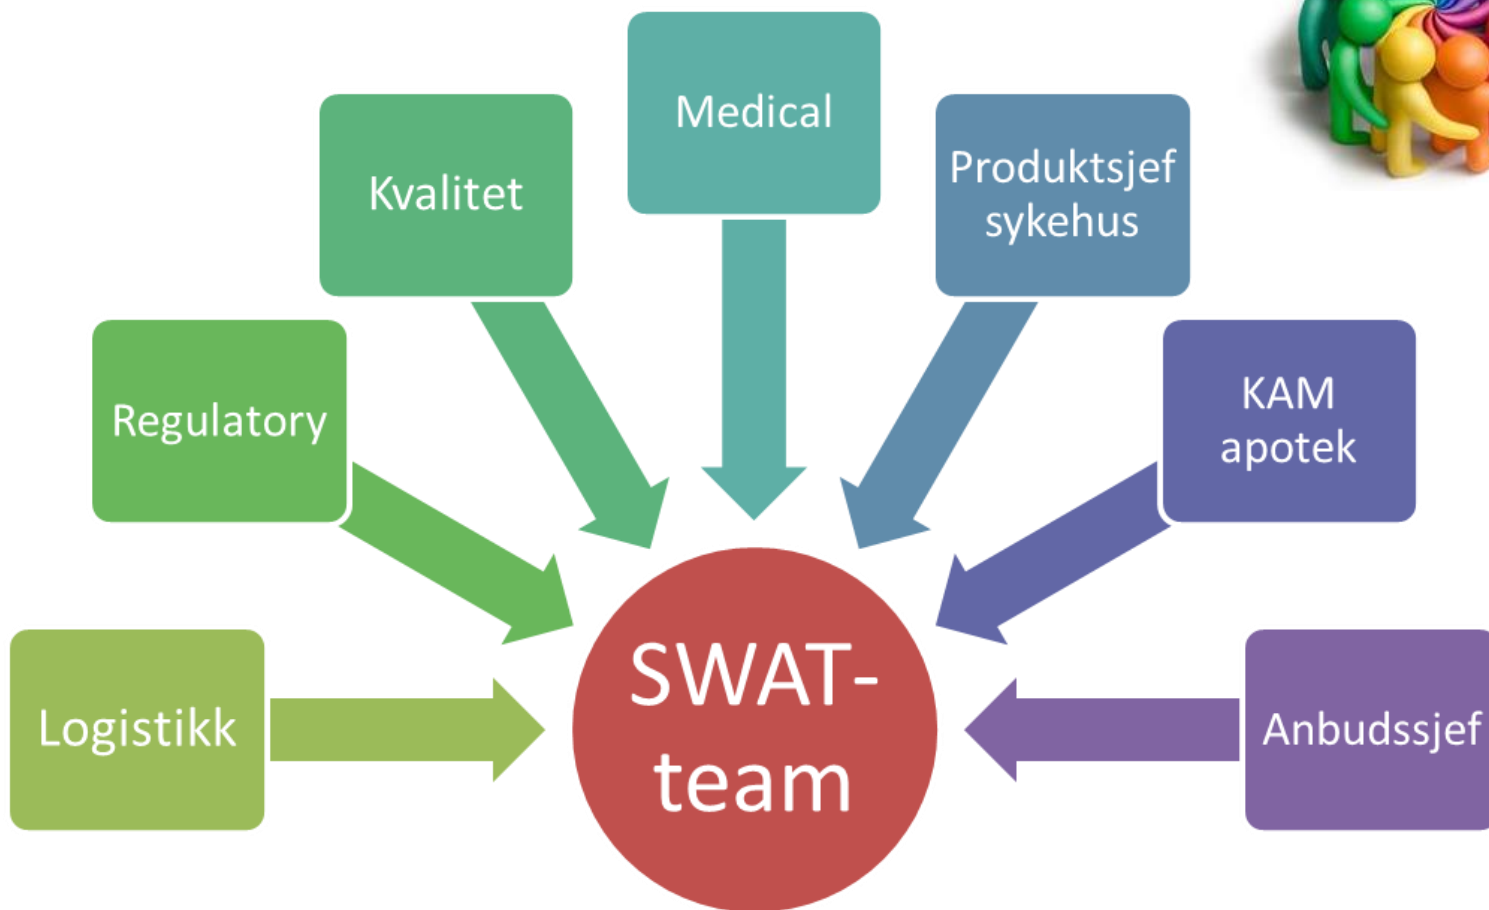 Medical
Kvalitet
Produktsjef
sykehus
Regulatory
KAM
apotek
Logistikk
SWAT-
team
Anbudssjef